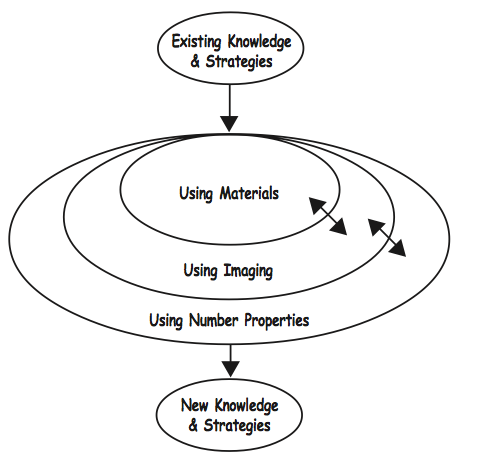 Existing Knowledge
& Strategies
Using Materials
Using Imaging
Using Number Properties
New Knowledge
& Strategies